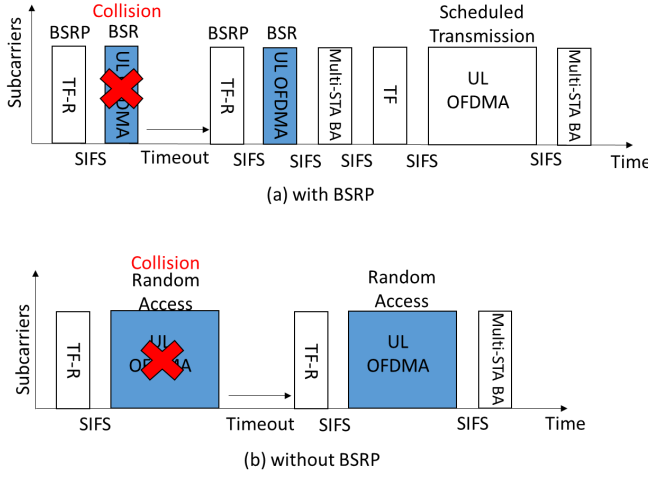 Collision
Scheduled
Transmission
BSRP
BSR
BSRP
BSR
Subcarriers
TF-R
UL OFDMA
TF-R
UL OFDMA
Multi-STA BA
TF
UL
OFDMA
Multi-STA BA
SIFS
Timeout
SIFS
SIFS
SIFS
SIFS
SIFS
Time
(a) with BSRP
Collision
Random
Access
Random
Access
Subcarriers
TF-R
UL
OFDMA
TF-R
UL
OFDMA
Multi-STA BA
SIFS
Timeout
SIFS
SIFS
Time
(b) without BSRP